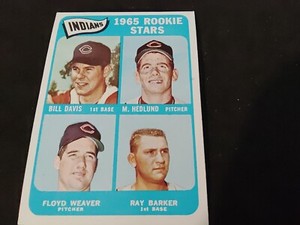 INDIANS
1965 ROOKIE
STARS
BILL DAVIS 1st BASE
M. HEDLUND PITCHER
FLOYD WEAVER
PITCHER
RAY BARKER
1st BASE